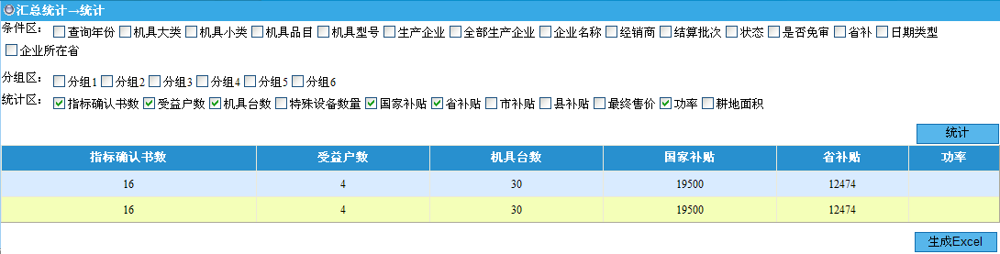 汇总统计→统计
条件区： 查询年份 机具大类 机具小类 机具品目 机具型号 生产企业 全部生产企业 企业名称 经销商 结算批次 状态 是否免审 省补 日期类型
企业所在省
分组区： 分组1 分组2 分组3 分组4 分组5 分组6
统计区： 指标确认书数 受益户数 机具台数 特殊设备数量 国家补贴 省补贴 市补贴 县补贴 最终售价 功率 耕地面积
统计
指标确认书数 受益户数 机具台数 国家补贴 省补贴 功率
16 4 30 19500 12474
16 4 30 19500 12474
生成Excel